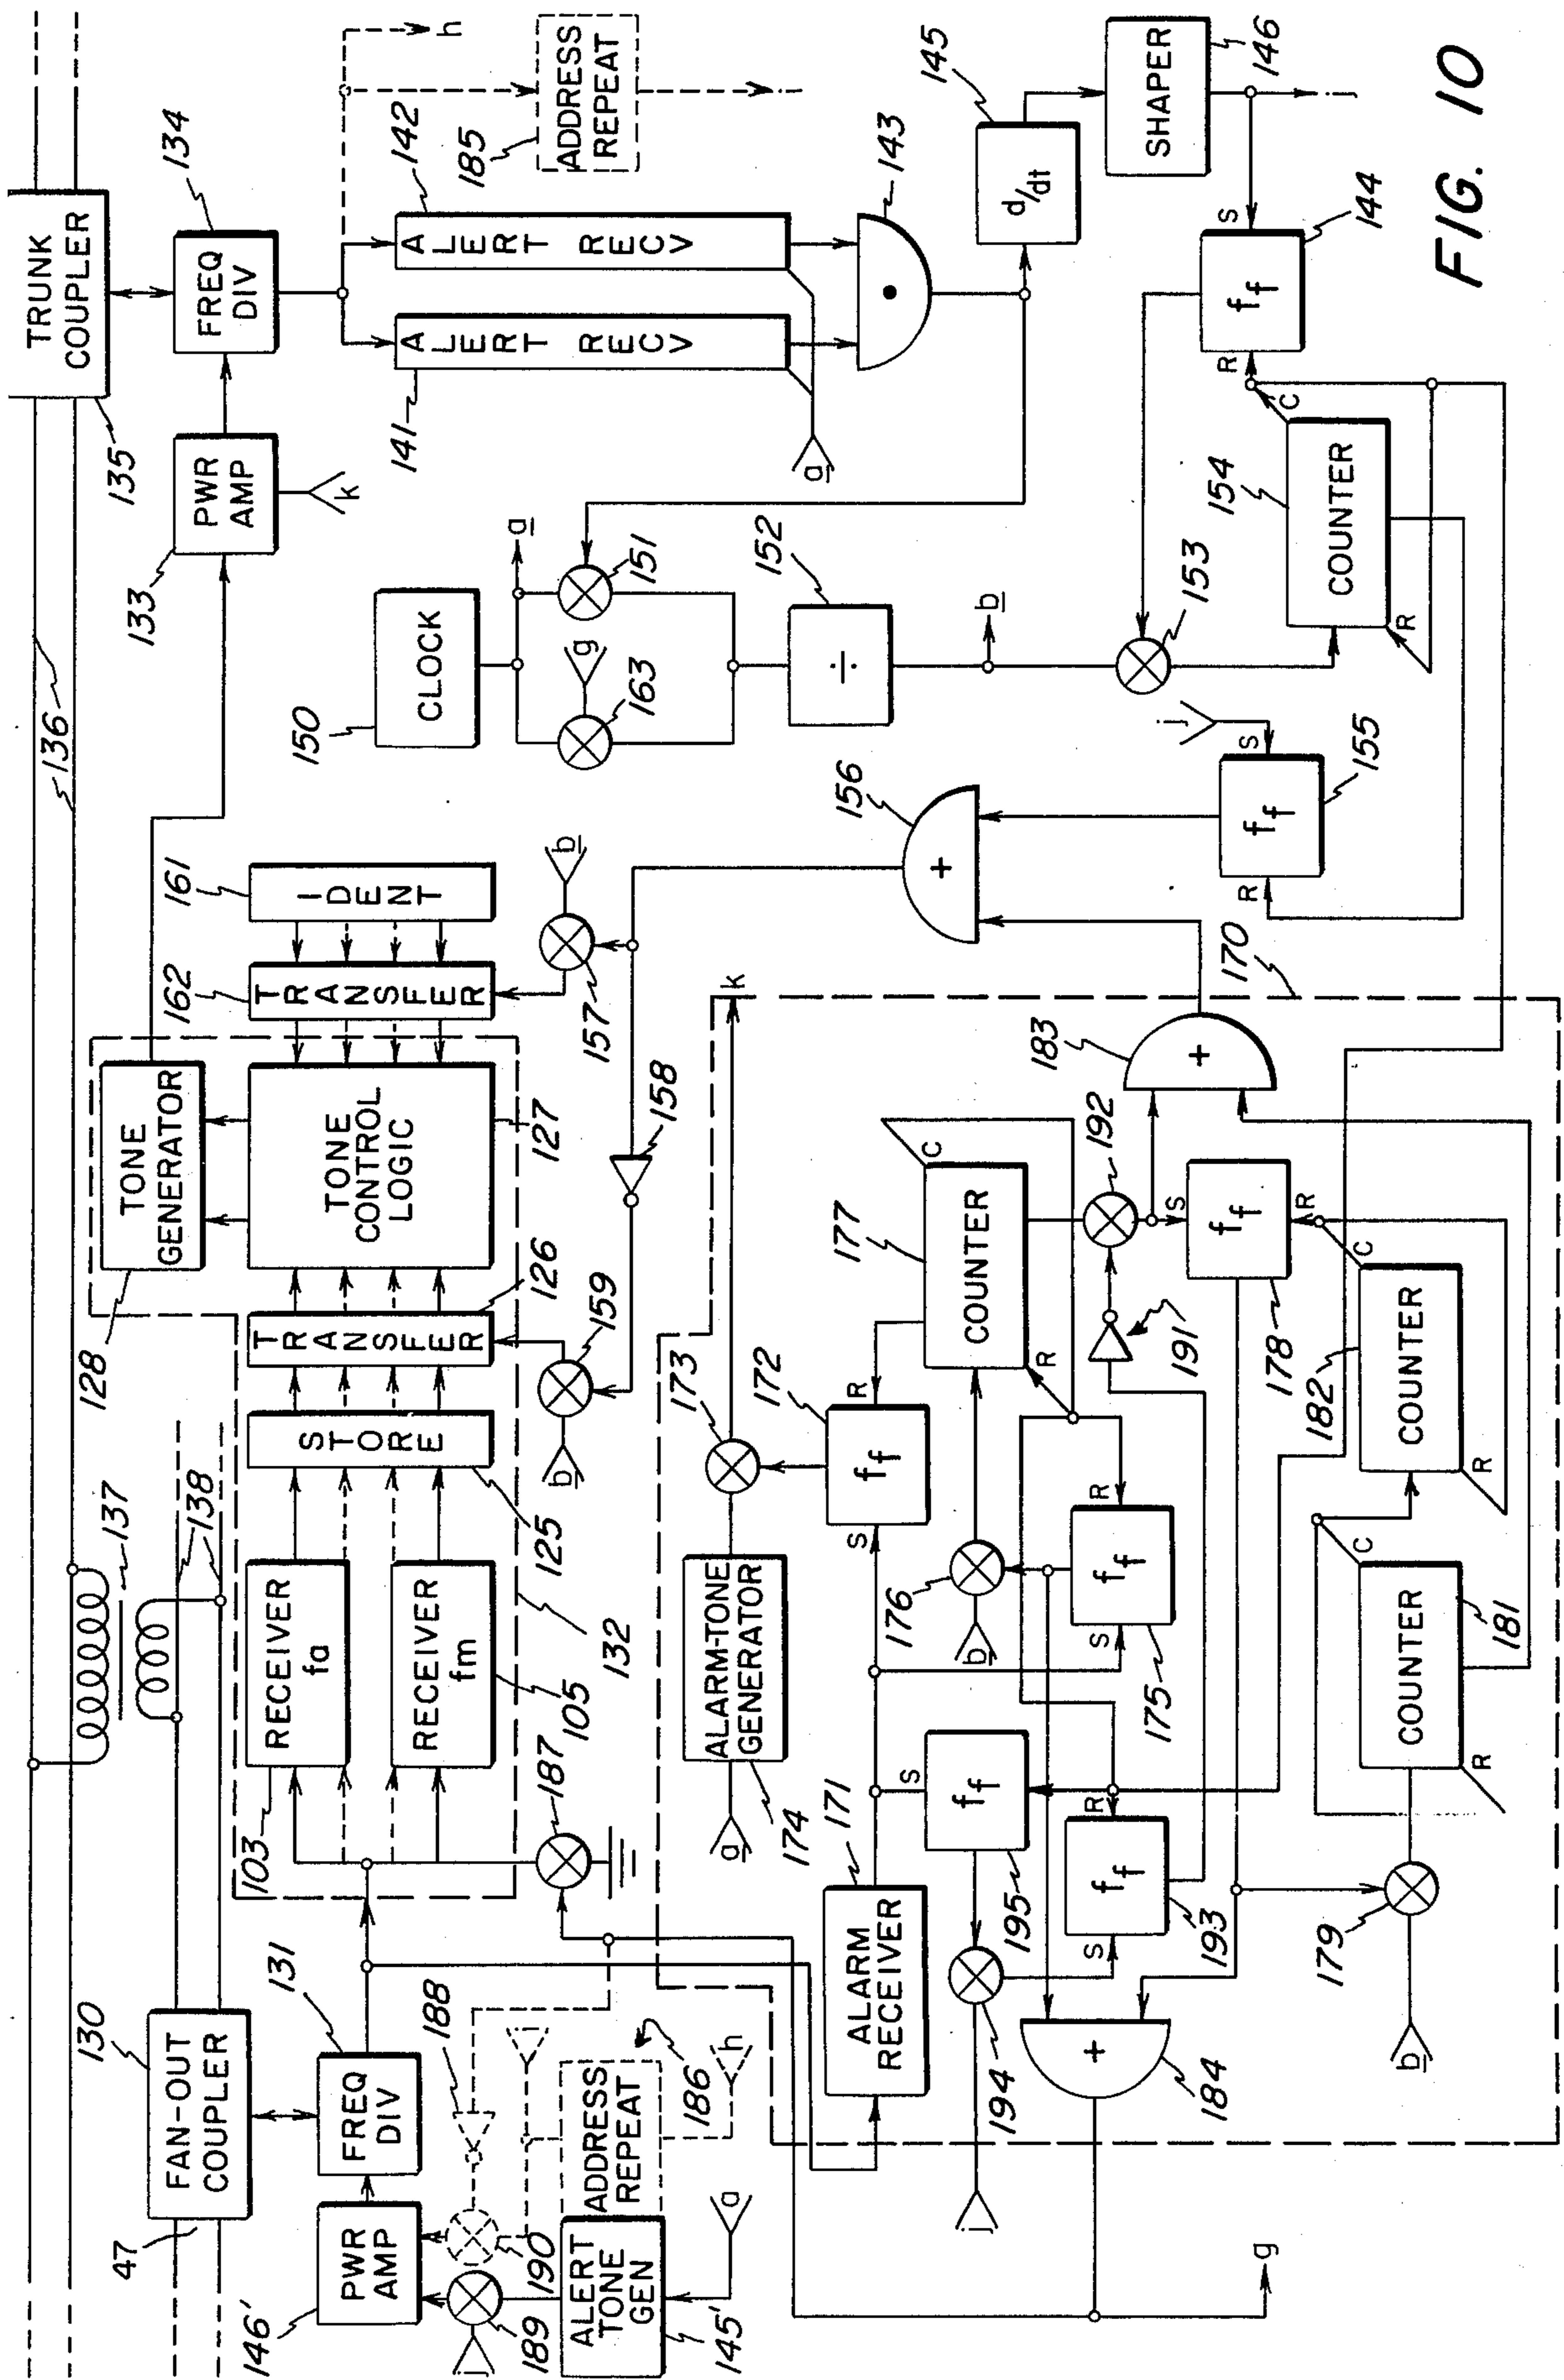 136
TRUNK
COUPLER
135
134
FREQ
DIV
133
PWR
AMP
k
h
185
ADDRESS
REPEAT
i
142
ALERT RECV
141
ALERT RECV
a
143
145
d/dt
SHAPER
146
j
S
144
ff
R
C
154
COUNTER
R
150
CLOCK
a
151
g
163
152
÷
b
153
j
S
155
ff
R
156
+
161
IDENT
162
TRANSFER
b
157
158
TONE
GENERATOR
128
TONE
CONTROL
LOGIC
127
126
TRANSFER
159
b
STORE
125
137
138
RECEIVER
fa
103
RECEIVER
fm
105
132
187
130
FAN-OUT
COUPLER
47
131
FREQ
DIV
146'
PWR
AMP
188
i
190
189
j
ADDRESS
REPEAT
186
h
ALERT
TONE
GEN
145'
a
g
170
k
183
+
173
172
ff
R
S
ALARM-TONE
GENERATOR
174
a
177
COUNTER
C
R
192
191
176
b
ff
R
S
175
S
178
ff
R
C
182
COUNTER
R
C
181
COUNTER
R
179
b
171
ALARM
RECEIVER
S
ff
195
R
ff
193
S
194
j
+
184
FIG. 10